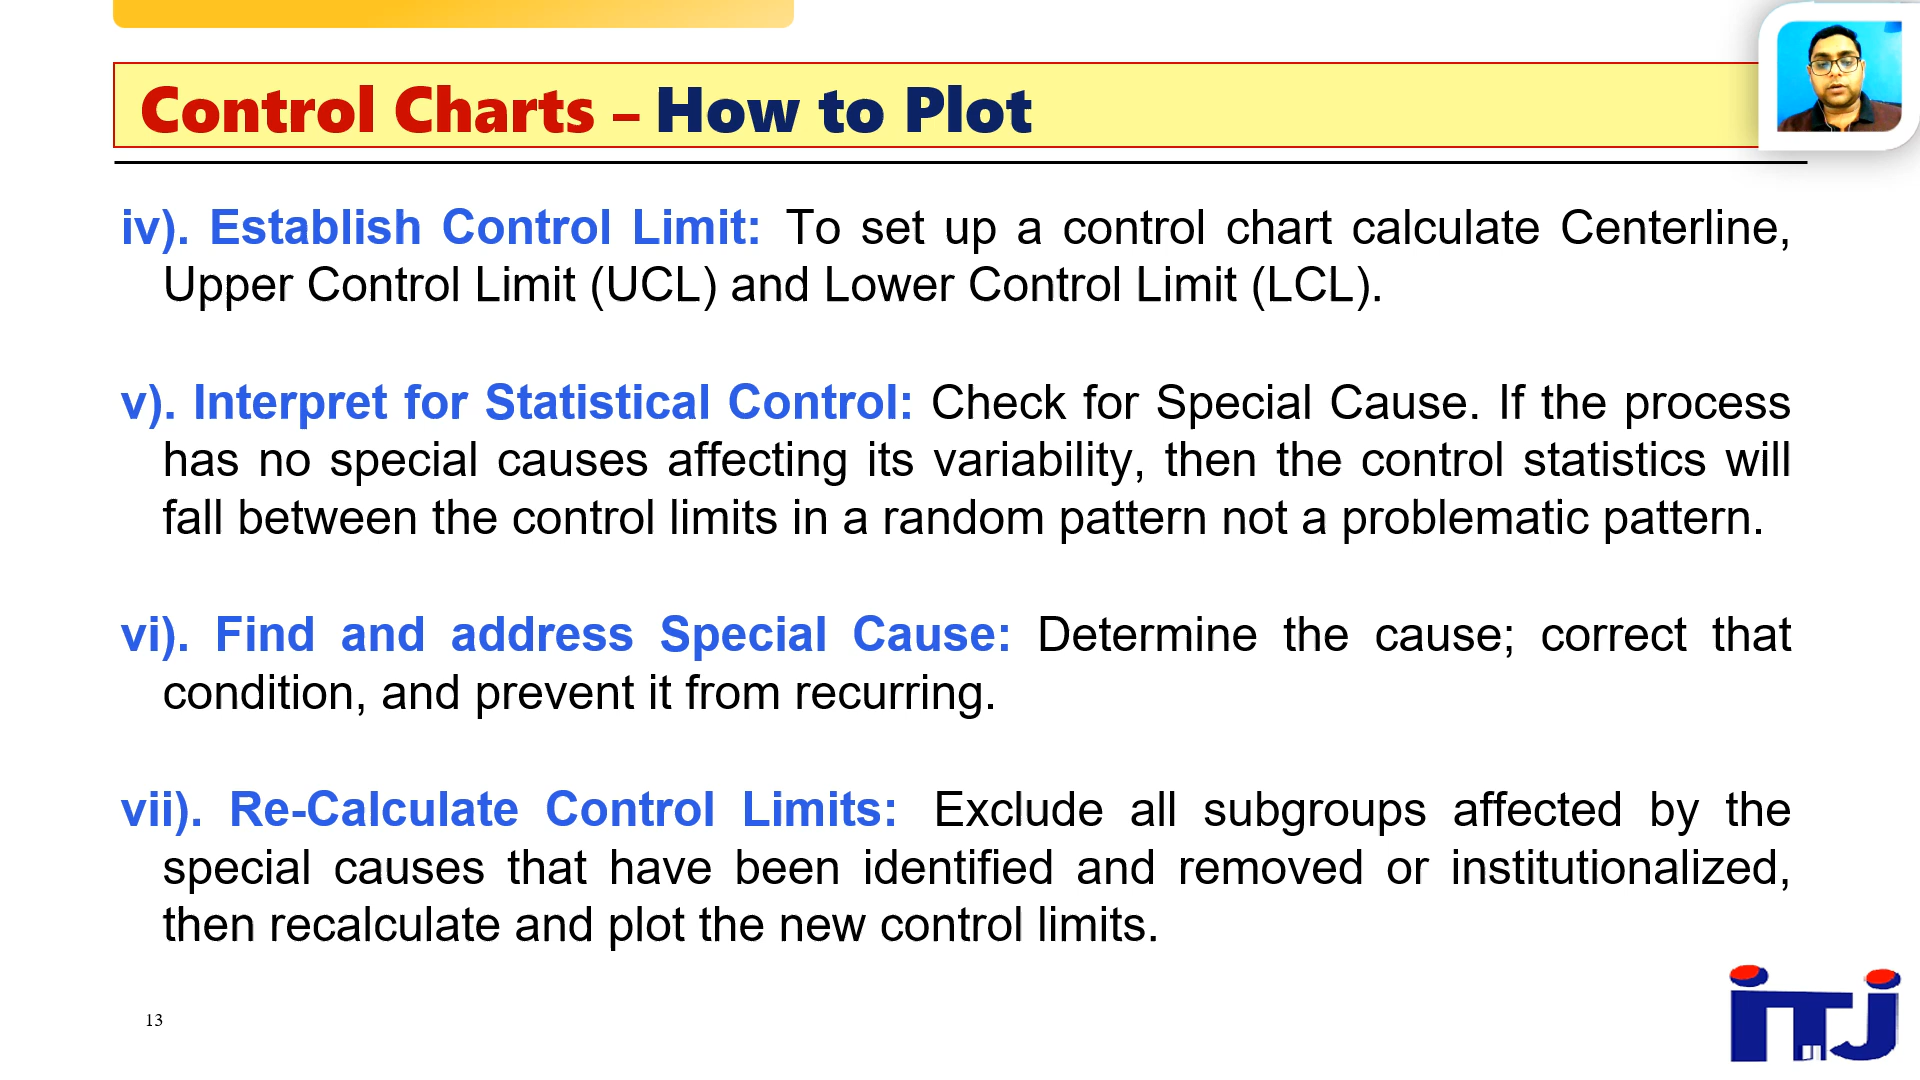 Control Charts – How to Plot
iv). Establish Control Limit: To set up a control chart calculate Centerline,
Upper Control Limit (UCL) and Lower Control Limit (LCL).
v). Interpret for Statistical Control: Check for Special Cause. If the process
has no special causes affecting its variability, then the control statistics will
fall between the control limits in a random pattern not a problematic pattern.
vi). Find and address Special Cause: Determine the cause; correct that
condition, and prevent it from recurring.
vii). Re-Calculate Control Limits: Exclude all subgroups affected by the
special causes that have been identified and removed or institutionalized,
then recalculate and plot the new control limits.
13
iTJ